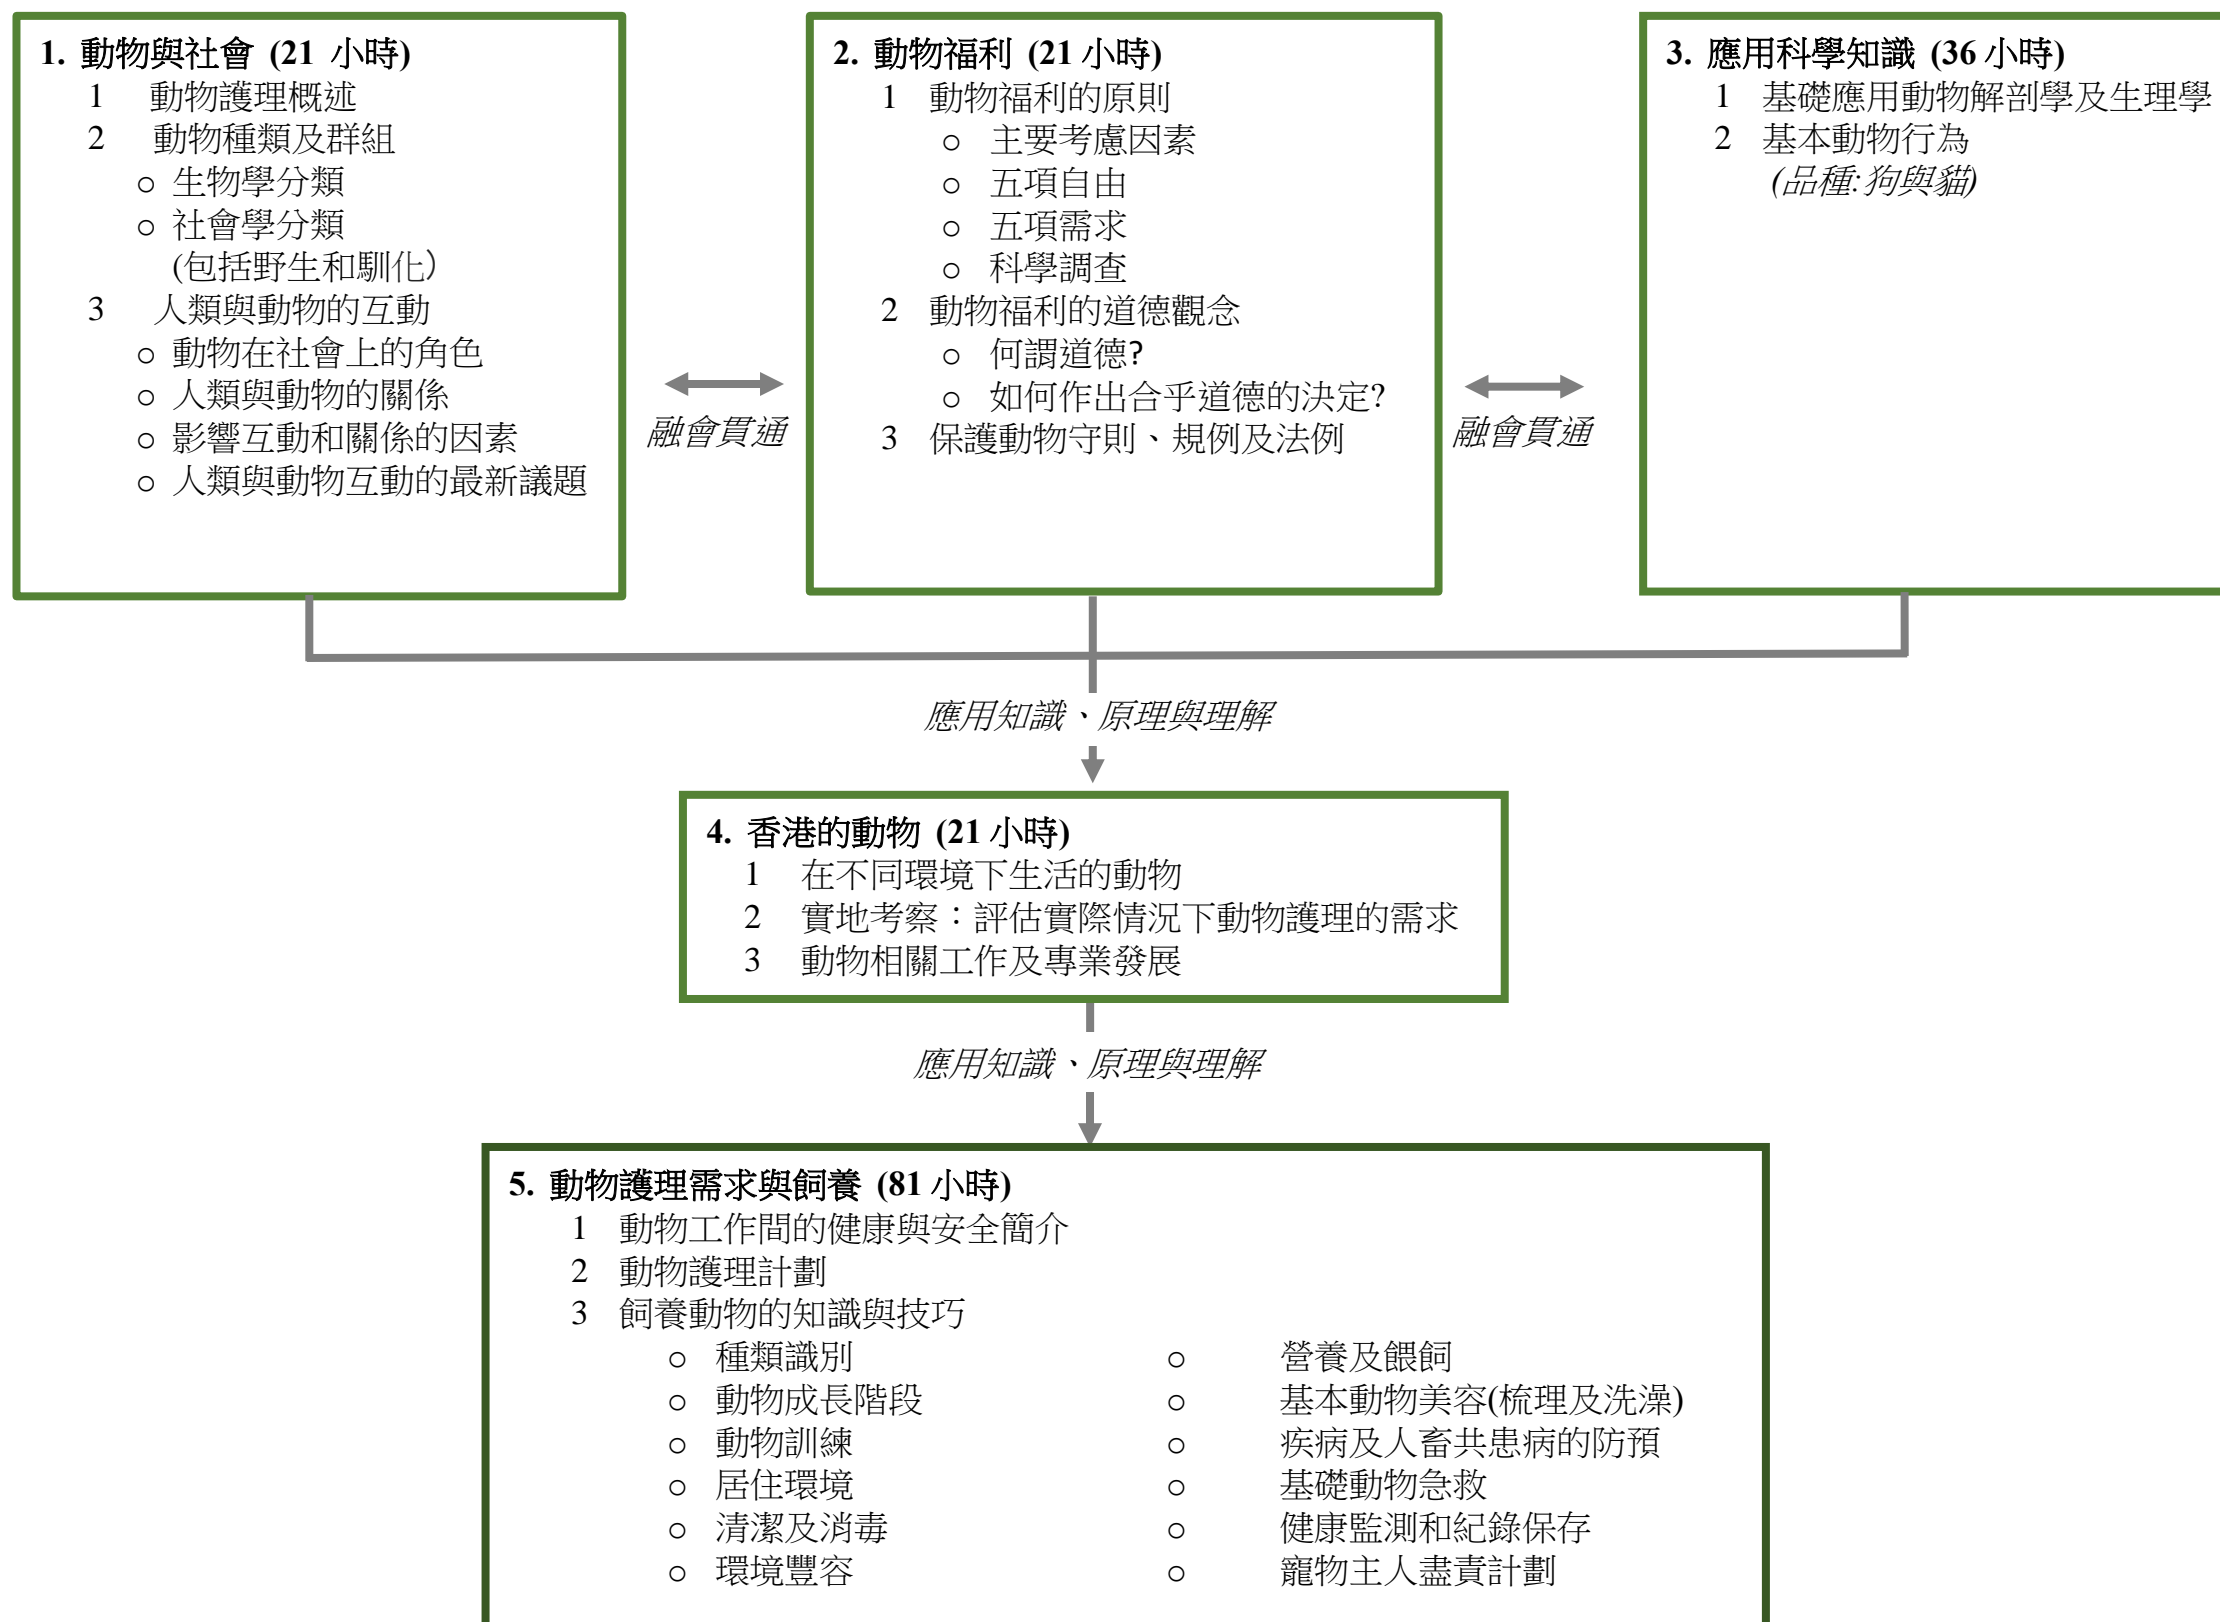 1. 動物與社會 (21 小時)
1 動物護理概述
2 動物種類及群組
○ 生物學分類
○ 社會學分類
(包括野生和馴化)
3 人類與動物的互動
○ 動物在社會上的角色
○ 人類與動物的關係
○ 影響互動和關係的因素
○ 人類與動物互動的最新議題
融會貫通
2. 動物福利 (21 小時)
1 動物福利的原則
○ 主要考慮因素
○ 五項自由
○ 五項需求
○ 科學調查
2 動物福利的道德觀念
○ 何謂道德?
○ 如何作出合乎道德的決定?
3 保護動物守則、規例及法例
融會貫通
3. 應用科學知識 (36 小時)
1 基礎應用動物解剖學及生理學
2 基本動物行為
(品種:狗與貓)
應用知識、原理與理解
4. 香港的動物 (21 小時)
1 在不同環境下生活的動物
2 實地考察：評估實際情況下動物護理的需求
3 動物相關工作及專業發展
應用知識、原理與理解
5. 動物護理需求與飼養 (81 小時)
1 動物工作間的健康與安全簡介
2 動物護理計劃
3 飼養動物的知識與技巧
○ 種類識別
○ 動物成長階段
○ 動物訓練
○ 居住環境
○ 清潔及消毒
○ 環境豐容
○ 營養及餵飼
○ 基本動物美容(梳理及洗澡)
○ 疾病及人畜共患病的防預
○ 基礎動物急救
○ 健康監測和紀錄保存
○ 寵物主人盡責計劃